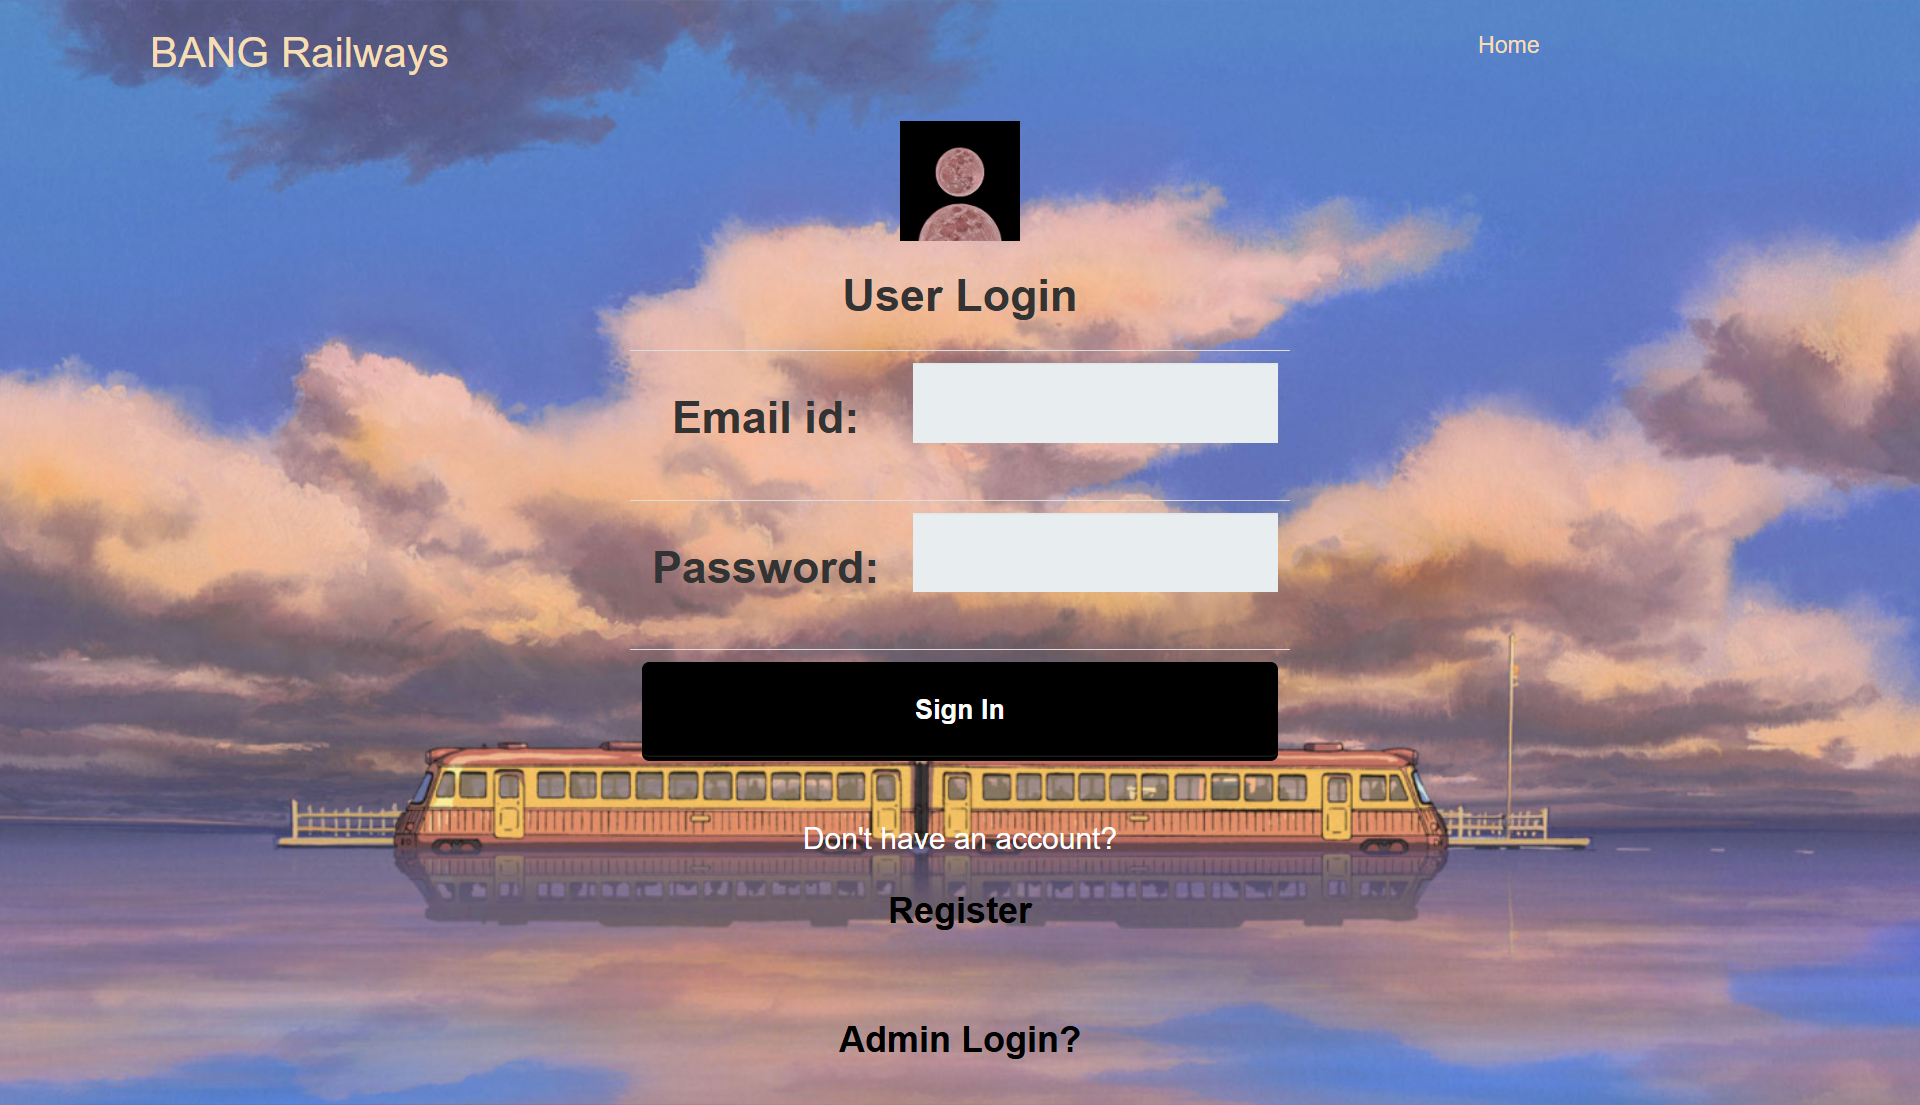 BANG Railways
Home
User Login
Email id:
Password:
Sign In
Don't have an account?
Register
Admin Login?